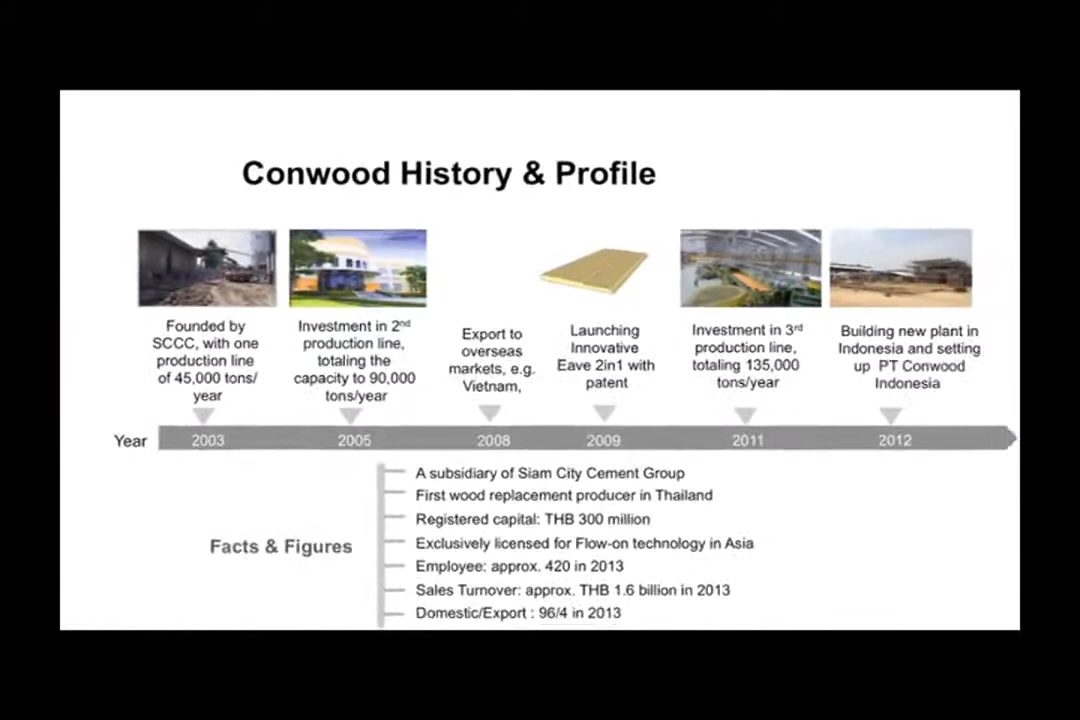 Conwood History & Profile
Founded by
SCCC, with one
production line
of 45,000 tons/
year
Investment in 2nd
production line,
totaling the
capacity to 90,000
tons/year
Export to
overseas
markets, e.g.
Vietnam,
Launching
Innovative
Eave 2in1 with
patent
Investment in 3rd
production line,
totaling 135,000
tons/year
Building new plant in
Indonesia and setting
up PT Conwood
Indonesia
Year
2003
2005
2008
2009
2011
2012
Facts & Figures
A subsidiary of Siam City Cement Group
First wood replacement producer in Thailand
Registered capital: THB 300 million
Exclusively licensed for Flow-on technology in Asia
Employee: approx. 420 in 2013
Sales Turnover: approx. THB 1.6 billion in 2013
Domestic/Export : 96/4 in 2013